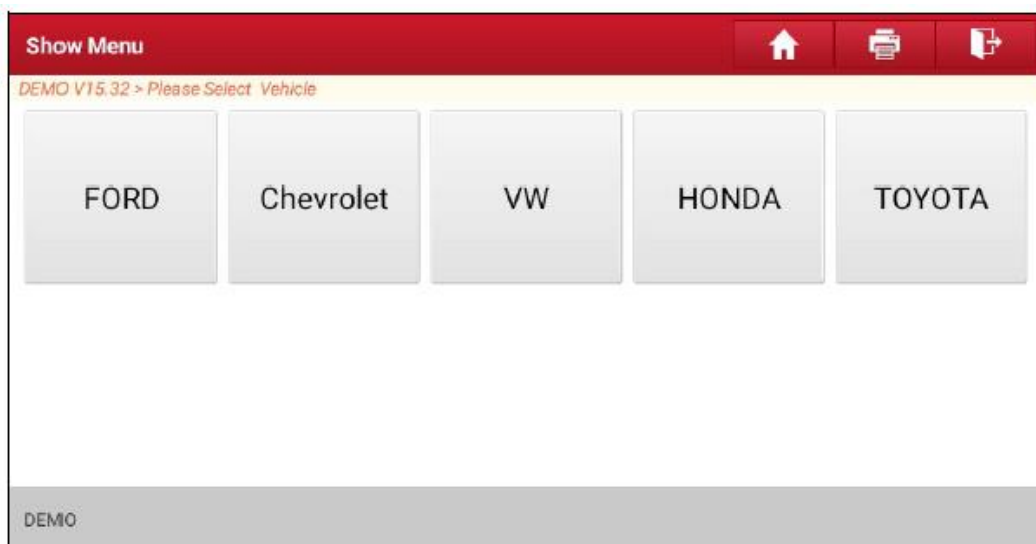 Show Menu
DEMO V15.32 > Please Select Vehicle
FORD Chevrolet VW HONDA TOYOTA
DEMO